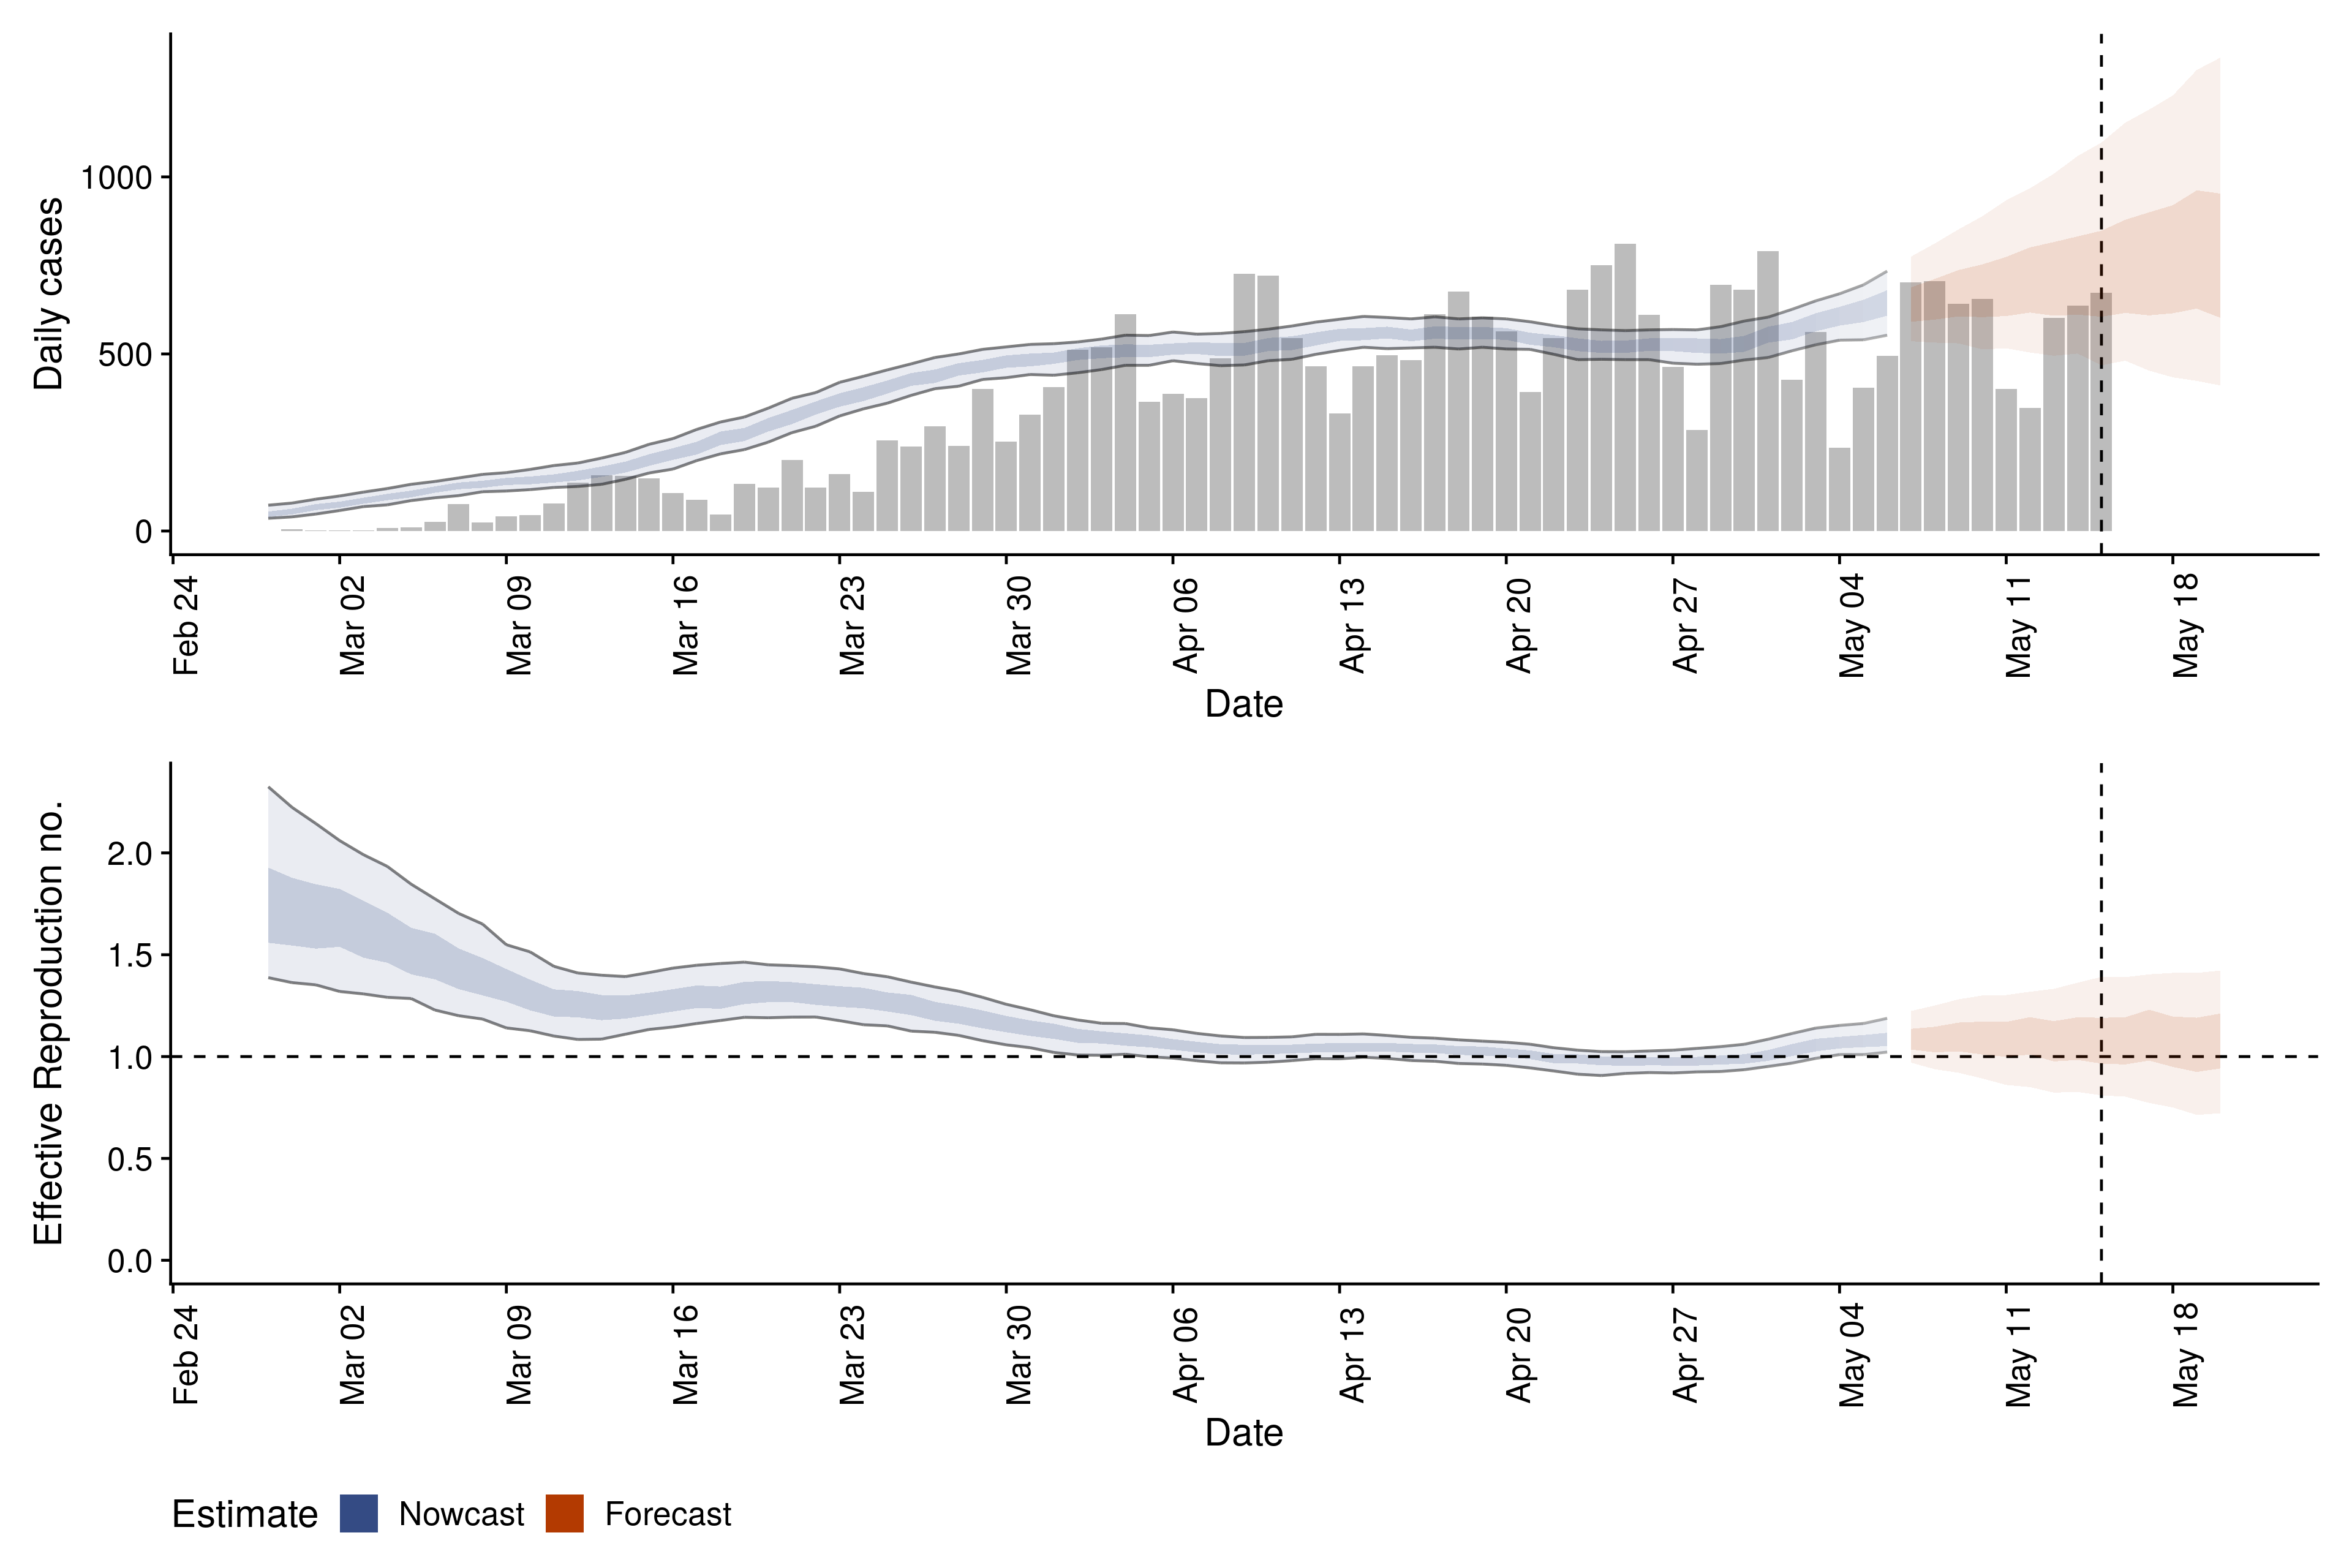 Daily cases
1000
500
0
Feb 24
Mar 02
Mar 09
Mar 16
Mar 23
Mar 30
Apr 06
Apr 13
Apr 20
Apr 27
May 04
May 11
May 18
Date
Effective Reproduction no.
2.0
1.5
1.0
0.5
0.0
Feb 24
Mar 02
Mar 09
Mar 16
Mar 23
Mar 30
Apr 06
Apr 13
Apr 20
Apr 27
May 04
May 11
May 18
Date
Estimate Nowcast Forecast